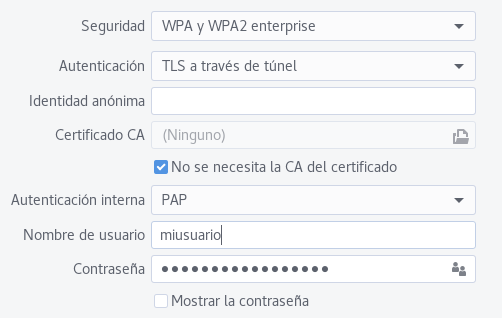 Seguridad WPA y WPA2 enterprise
Autenticación TLS a través de túnel
Identidad anónima
Certificado CA (Ninguno)
No se necesita la CA del certificado
Autenticación interna PAP
Nombre de usuario miusuario
Contraseña ●●●●●●●●●●●●●●●●●
Mostrar la contraseña